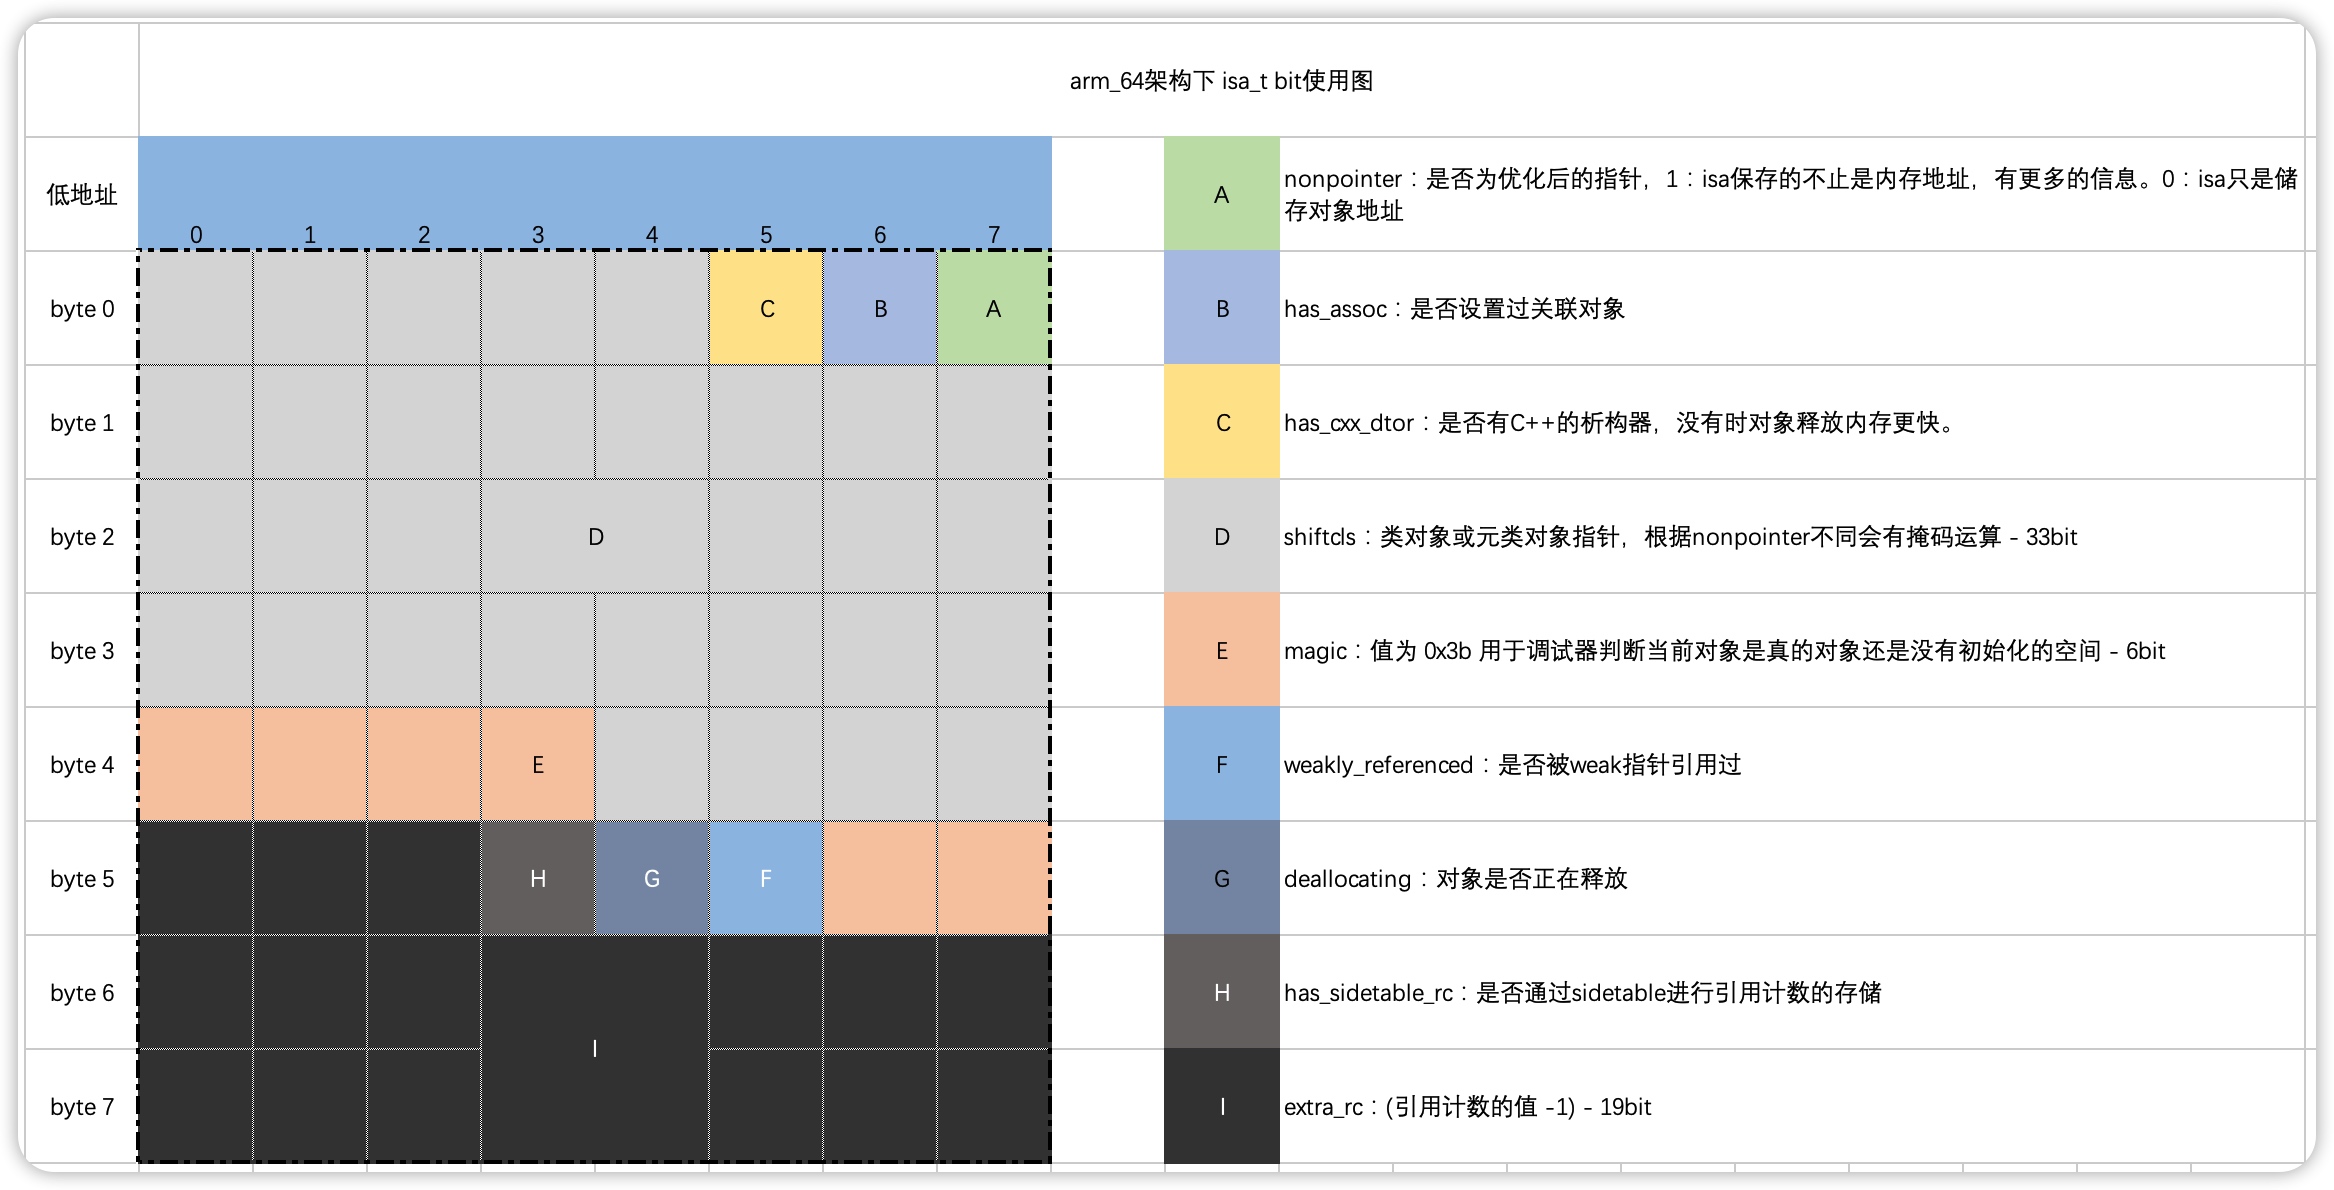 arm_64架构下 isa_t bit使用图
低地址
0 1 2 3 4 5 6 7
A
nonpointer：是否为优化后的指针，1：isa保存的不止是内存地址，有更多的信息。0：isa只是储
存对象地址
byte 0
C B A
B
has_assoc：是否设置过关联对象
byte 1
C
has_cxx_dtor：是否有C++的析构器，没有时对象释放内存更快。
byte 2
D
D
shiftcls：类对象或元类对象指针，根据nonpointer不同会有掩码运算 - 33bit
byte 3
E
magic：值为 0x3b 用于调试器判断当前对象是真的对象还是没有初始化的空间 - 6bit
byte 4
E
F
weakly_referenced：是否被weak指针引用过
byte 5
H G F
G
deallocating：对象是否正在释放
byte 6
H
has_sidetable_rc：是否通过sidetable进行引用计数的存储
I
byte 7
I
extra_rc：(引用计数的值 -1) - 19bit